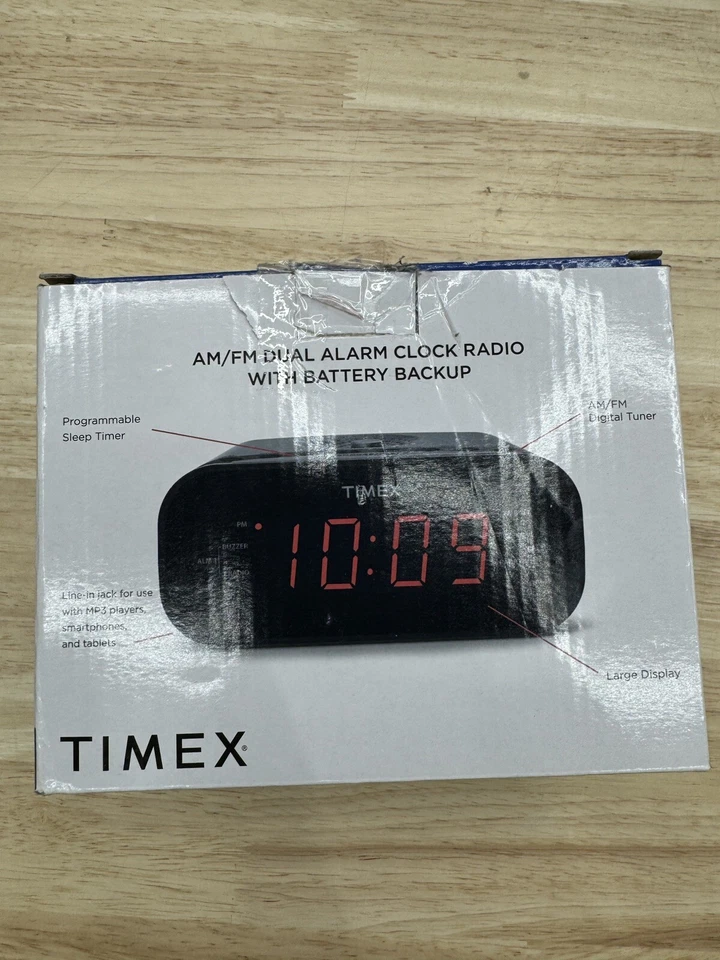 AM/FM DUAL ALARM CLOCK RADIO
WITH BATTERY BACKUP
Programmable
Sleep Timer
AM/FM
Digital Tuner
TIMEX
PM
BUZZER
10:09
Line-in jack for use
with MP3 players,
smartphones,
and tablets
Large Display
TIMEX®